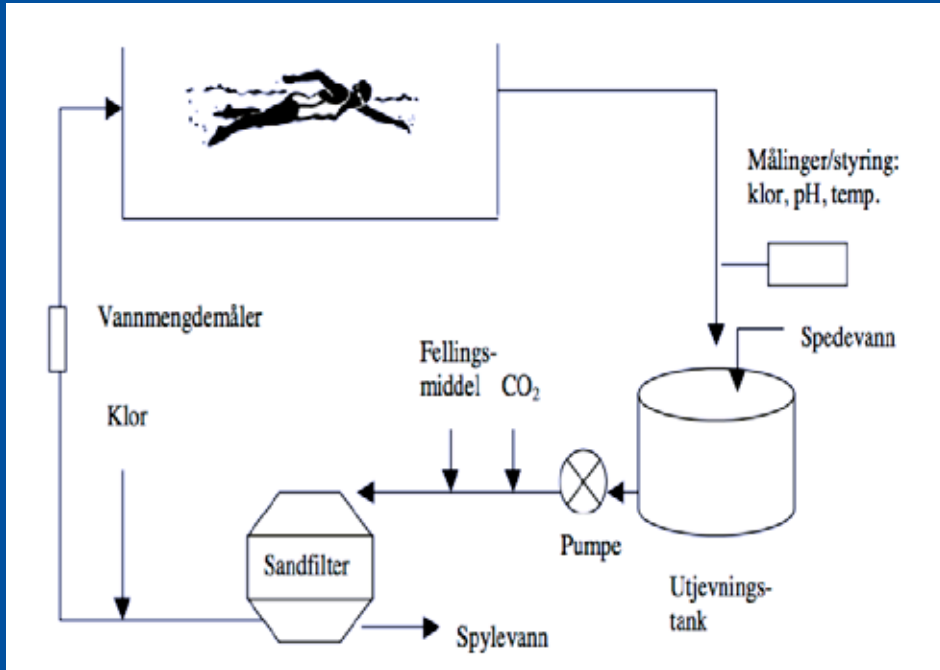 Målinger/styring:
klor, pH, temp.
Vannmengdemåler
Spedevann
Fellings-
middel CO₂
Klor
Pumpe
Sandfilter
Utjevnings-
tank
Spylevann